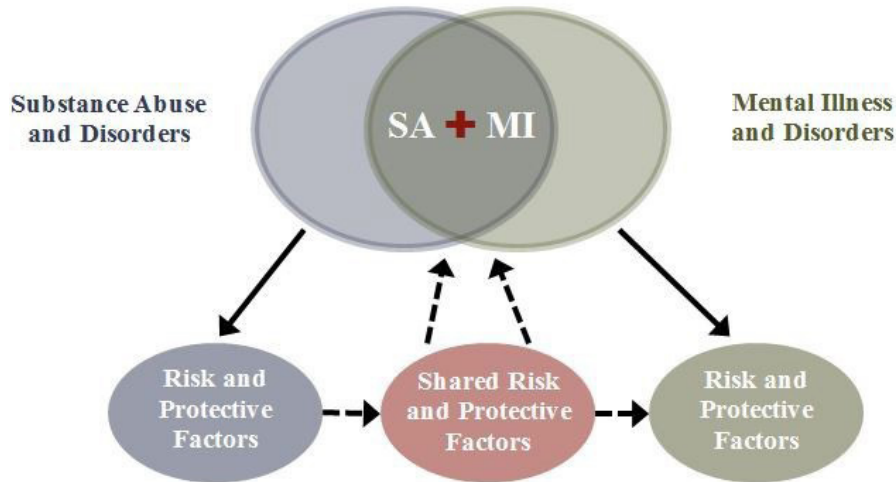 Substance Abuse
and Disorders
SA + MI
Mental Illness
and Disorders
Risk and
Protective
Factors
Shared Risk
and Protective
Factors
Risk and
Protective
Factors